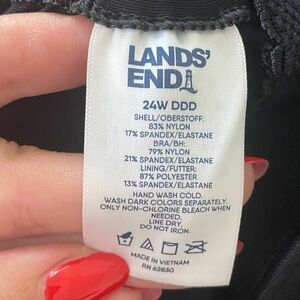 LANDS'
END
24W DDD
SHELL/OBERSTOFF:
83% NYLON
17% SPANDEX/ELASTANE
BRA/BH:
79% NYLON
21% SPANDEX/ELASTANE
LINING/FUTTER:
87% POLYESTER
13% SPANDEX/ELASTANE
HAND WASH COLD.
WASH DARK COLORS SEPARATELY.
ONLY NON-CHLORINE BLEACH WHEN
NEEDED.
LINE DRY.
DO NOT IRON.
MADE IN VIETNAM
RN 62830